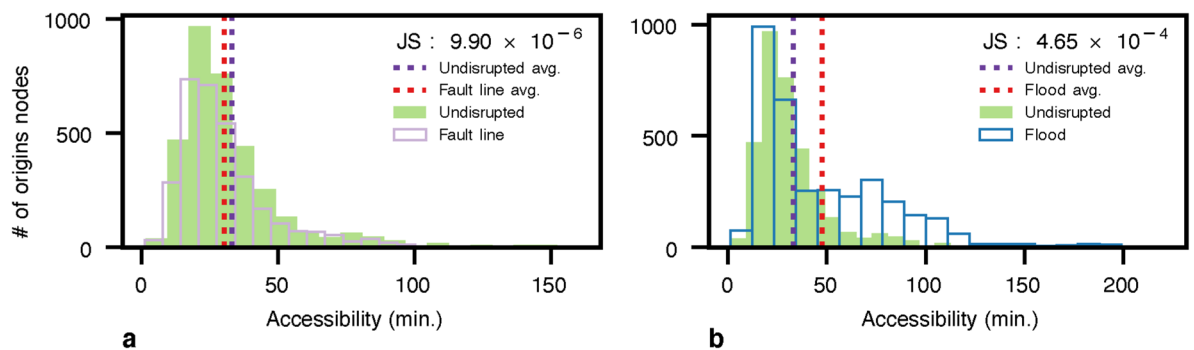 # of origins nodes
1000
500
0
JS : 9.90 × 10⁻⁶
Undisrupted avg.
Fault line avg.
Undisrupted
Fault line
0 50 100 150
Accessibility (min.)
a
1000
500
0
JS : 4.65 × 10⁻⁴
Undisrupted avg.
Flood avg.
Undisrupted
Flood
0 50 100 150 200
Accessibility (min.)
b